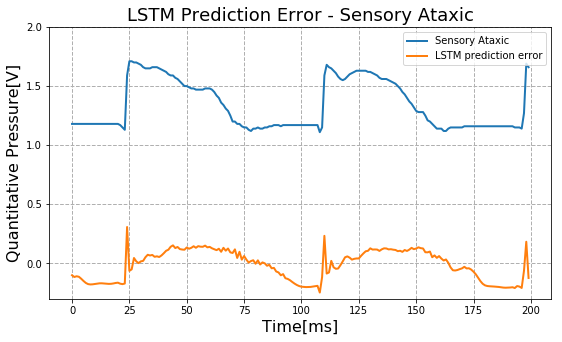 LSTM Prediction Error - Sensory Ataxic
Quantitative Pressure[V]
2.0
1.5
1.0
0.5
0.0
Sensory Ataxic
LSTM prediction error
0 25 50 75 100 125 150 175 200
Time[ms]